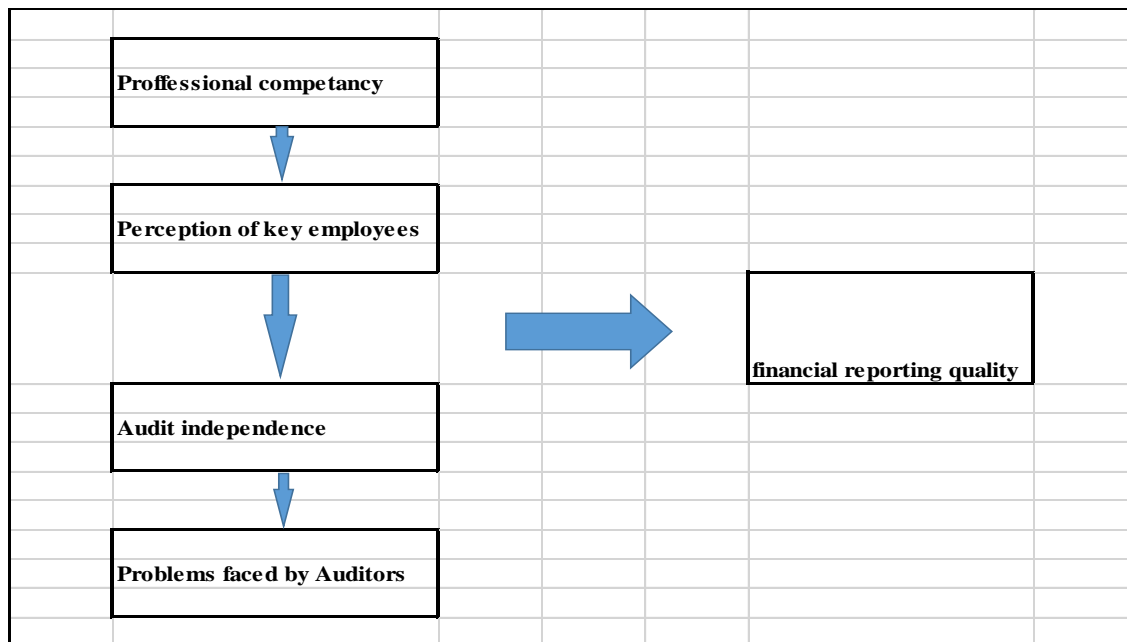 Proffessional competancy
Perception of key employees
financial reporting quality
Audit independence
Problems faced by Auditors